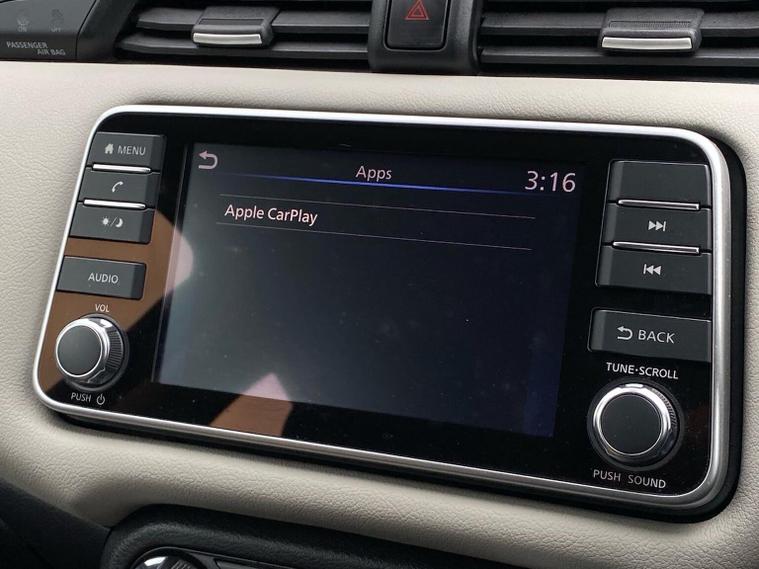 PASSENGER
AIR BAG
MENU
AUDIO
VOL
PUSH
Apps
3:16
Apple CarPlay
BACK
TUNE·SCROLL
PUSH SOUND